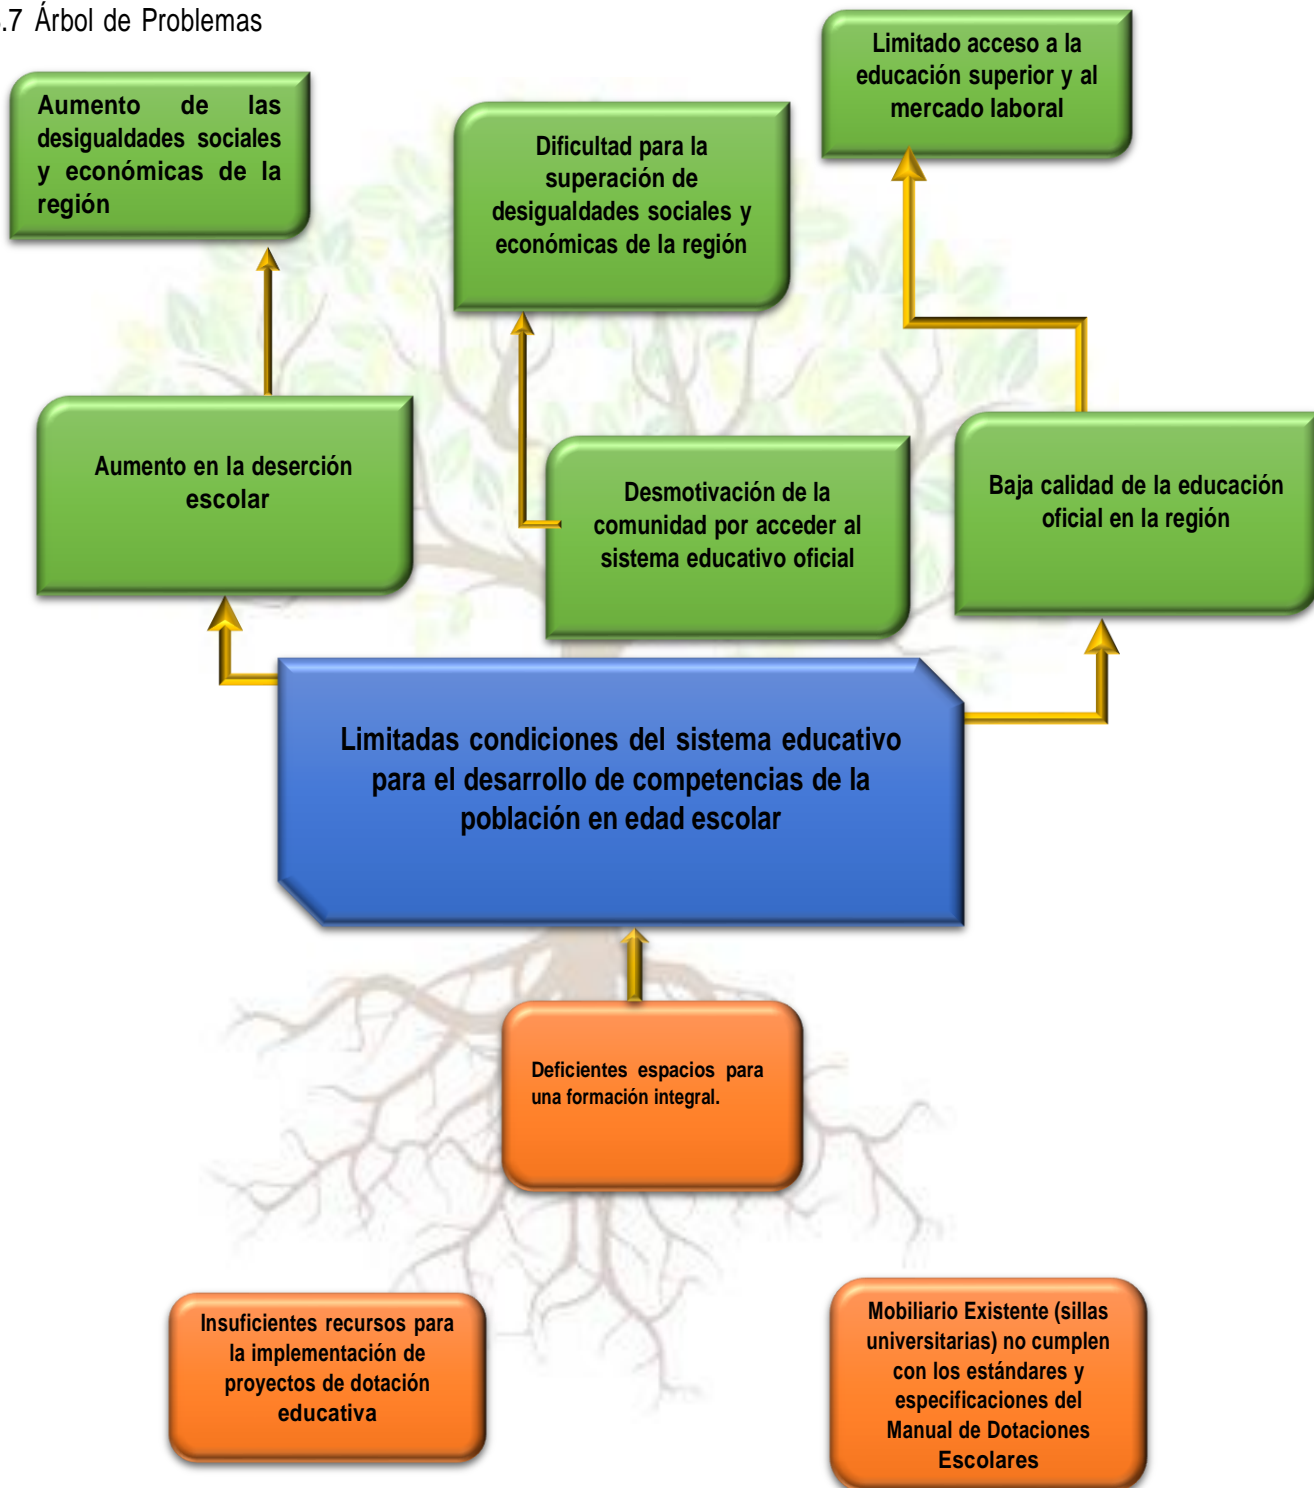 .7 Árbol de Problemas
Limitado acceso a la
educación superior y al
mercado laboral
Aumento de las
desigualdades sociales
y económicas de la
región
Dificultad para la
superación de
desigualdades sociales y
económicas de la región
Aumento en la deserción
escolar
Desmotivación de la
comunidad por acceder al
sistema educativo oficial
Baja calidad de la educación
oficial en la región
Limitadas condiciones del sistema educativo
para el desarrollo de competencias de la
población en edad escolar
Deficientes espacios para
una formación integral.
Insuficientes recursos para
la implementación de
proyectos de dotación
educativa
Mobiliario Existente (sillas
universitarias) no cumplen
con los estándares y
especificaciones del
Manual de Dotaciones
Escolares